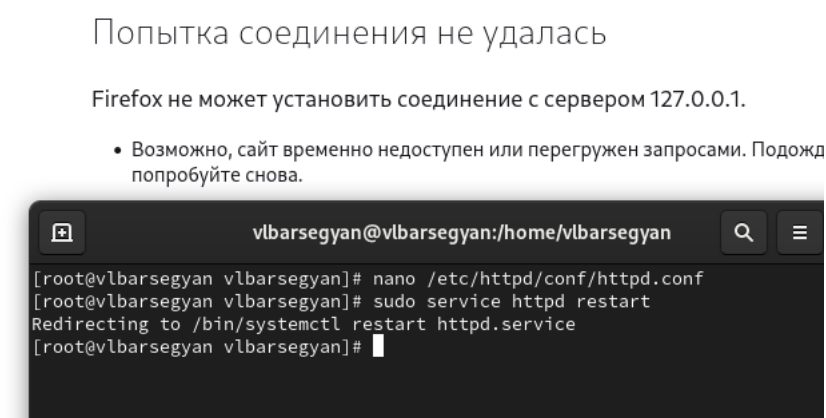 Попытка соединения не удалась
Firefox не может установить соединение с сервером 127.0.0.1.
• Возможно, сайт временно недоступен или перегружен запросами. Подожд
попробуйте снова.
vlbarsegyan@vlbarsegyan:/home/vlbarsegyan
[root@vlbarsegyan vlbarsegyan]# nano /etc/httpd/conf/httpd.conf
[root@vlbarsegyan vlbarsegyan]# sudo service httpd restart
Redirecting to /bin/systemctl restart httpd.service
[root@vlbarsegyan vlbarsegyan]#